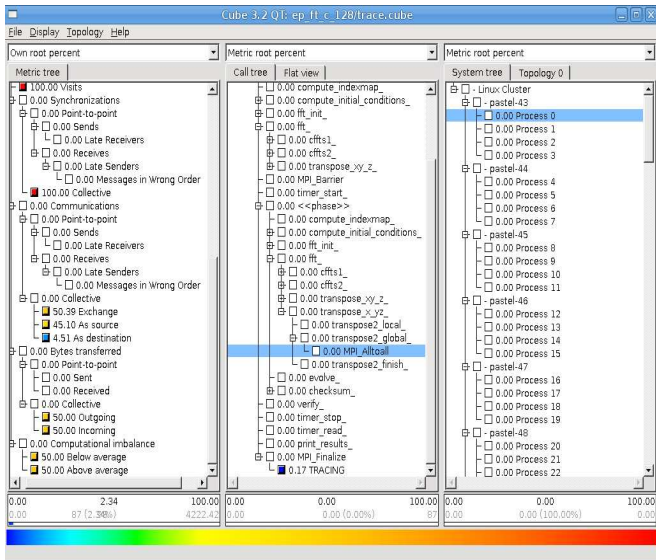 Cube 3.2 QT: ep_ft_c_128/trace.cube
File Display Topology Help
Own root percent
Metric tree
100.00 Visits
0.00 Synchronizations
0.00 Point-to-point
0.00 Sends
0.00 Late Receivers
0.00 Receives
0.00 Late Senders
0.00 Messages in Wrong Order
100.00 Collective
0.00 Communications
0.00 Point-to-point
0.00 Sends
0.00 Late Receivers
0.00 Receives
0.00 Late Senders
0.00 Messages in Wrong Order
0.00 Collective
50.39 Exchange
45.10 As source
4.51 As destination
0.00 Bytes transferred
0.00 Point-to-point
0.00 Sent
0.00 Received
0.00 Collective
50.00 Outgoing
50.00 Incoming
0.00 Computational imbalance
50.00 Below average
50.00 Above average
0.00 2.34 100.00
0.00 4222.42
Metric root percent
Call tree Flat view
0.00 compute_indexmap_
0.00 compute_initial_conditions_
0.00 fft_init_
0.00 fft_
0.00 cffts1_
0.00 cffts2_
0.00 transpose_xy_z_
0.00 MPI_Barrier
0.00 timer_start_
0.00 <<phase>>
0.00 compute_indexmap_
0.00 compute_initial_conditions_
0.00 fft_init_
0.00 fft_
0.00 cffts1_
0.00 cffts2_
0.00 transpose_xy_z_
0.00 transpose_x_yz_
0.00 transpose2_local_
0.00 transpose2_global_
0.00 MPI_Alltoall
0.00 transpose2_finish_
0.00 evolve_
0.00 checksum_
0.00 verify_
0.00 timer_stop_
0.00 timer_read_
0.00 print_results_
0.00 MPI_Finalize
0.17 TRACING
0.00 0.00 100.00
0.00 0.00 (0.00%) 87
Metric root percent
System tree Topology 0
- Linux Cluster
- pastel-43
0.00 Process 0
0.00 Process 1
0.00 Process 2
0.00 Process 3
- pastel-44
0.00 Process 4
0.00 Process 5
0.00 Process 6
0.00 Process 7
- pastel-45
0.00 Process 8
0.00 Process 9
0.00 Process 10
0.00 Process 11
- pastel-46
0.00 Process 12
0.00 Process 13
0.00 Process 14
0.00 Process 15
- pastel-47
0.00 Process 16
0.00 Process 17
0.00 Process 18
0.00 Process 19
- pastel-48
0.00 Process 20
0.00 Process 21
0.00 Process 22
0.00 0.00 100.00
0.00 0.00 (100.00%) 0.00